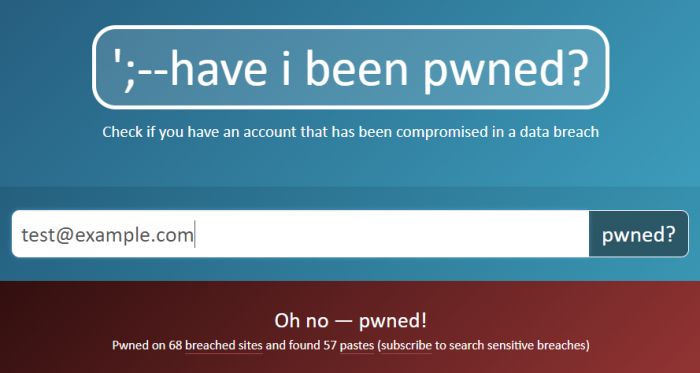 ';--have i been pwned?
Check if you have an account that has been compromised in a data breach
test@example.com
pwned?
Oh no — pwned!
Pwned on 68 breached sites and found 57 pastes (subscribe to search sensitive breaches)